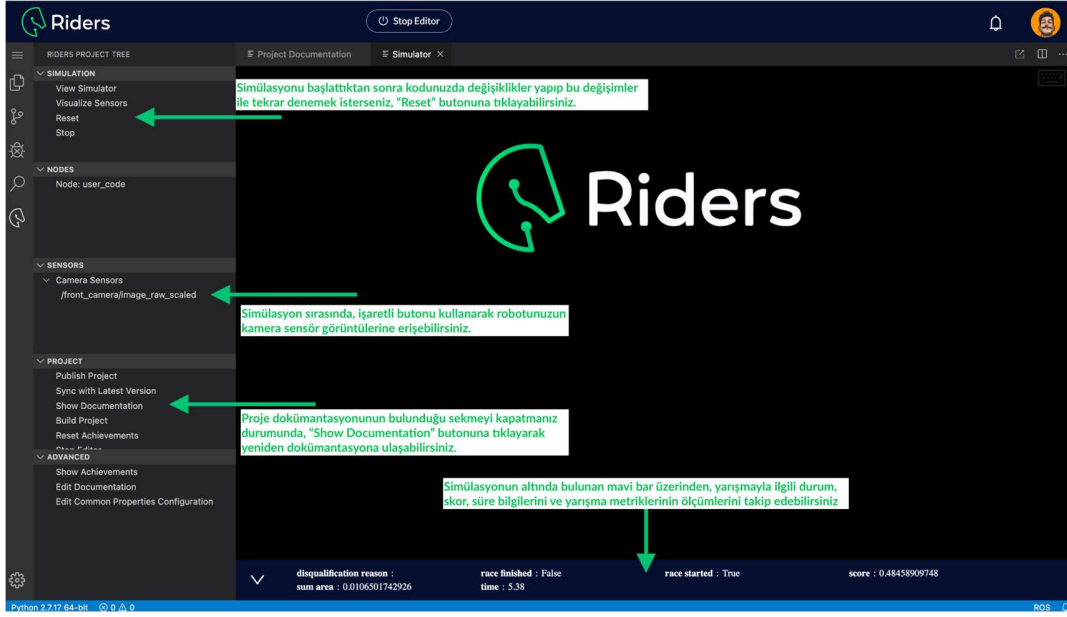 Riders
Stop Editor
RIDERS PROJECT TREE
Project Documentation
Simulator
SIMULATION
View Simulator
Visualize Sensors
Reset
Stop
Simülasyonu başlattıktan sonra kodunuzda değişiklikler yapıp bu değişimler
ile tekrar denemek isterseniz, "Reset" butonuna tıklayabilirsiniz.
NODES
Node: user_code
Riders
SENSORS
Camera Sensors
/front_camera/image_raw_scaled
Simülasyon sırasında, işaretli butonu kullanarak robotunuzun
kamera sensör görüntülerine erişebilirsiniz.
PROJECT
Publish Project
Sync with Latest Version
Show Documentation
Build Project
Reset Achievements
Stop Editor
Proje dokümantasyonunun bulunduğu sekmeyi kapatmanız
durumunda, "Show Documentation" butonuna tıklayarak
yeniden dokümantasyona ulaşabilirsiniz.
ADVANCED
Show Achievements
Edit Documentation
Edit Common Properties Configuration
Simülasyonun altında bulunan mavi bar üzerinden, yarışmayla ilgili durum,
skor, süre bilgilerini ve yarışma metriklerinin ölçümlerini takip edebilirsiniz
disqualification reason : race finished : False race started : True score : 0.48458909748
sum area : 0.0106501742926 time : 5.38
Python 2.7.17 64-bit 0 0 ROS